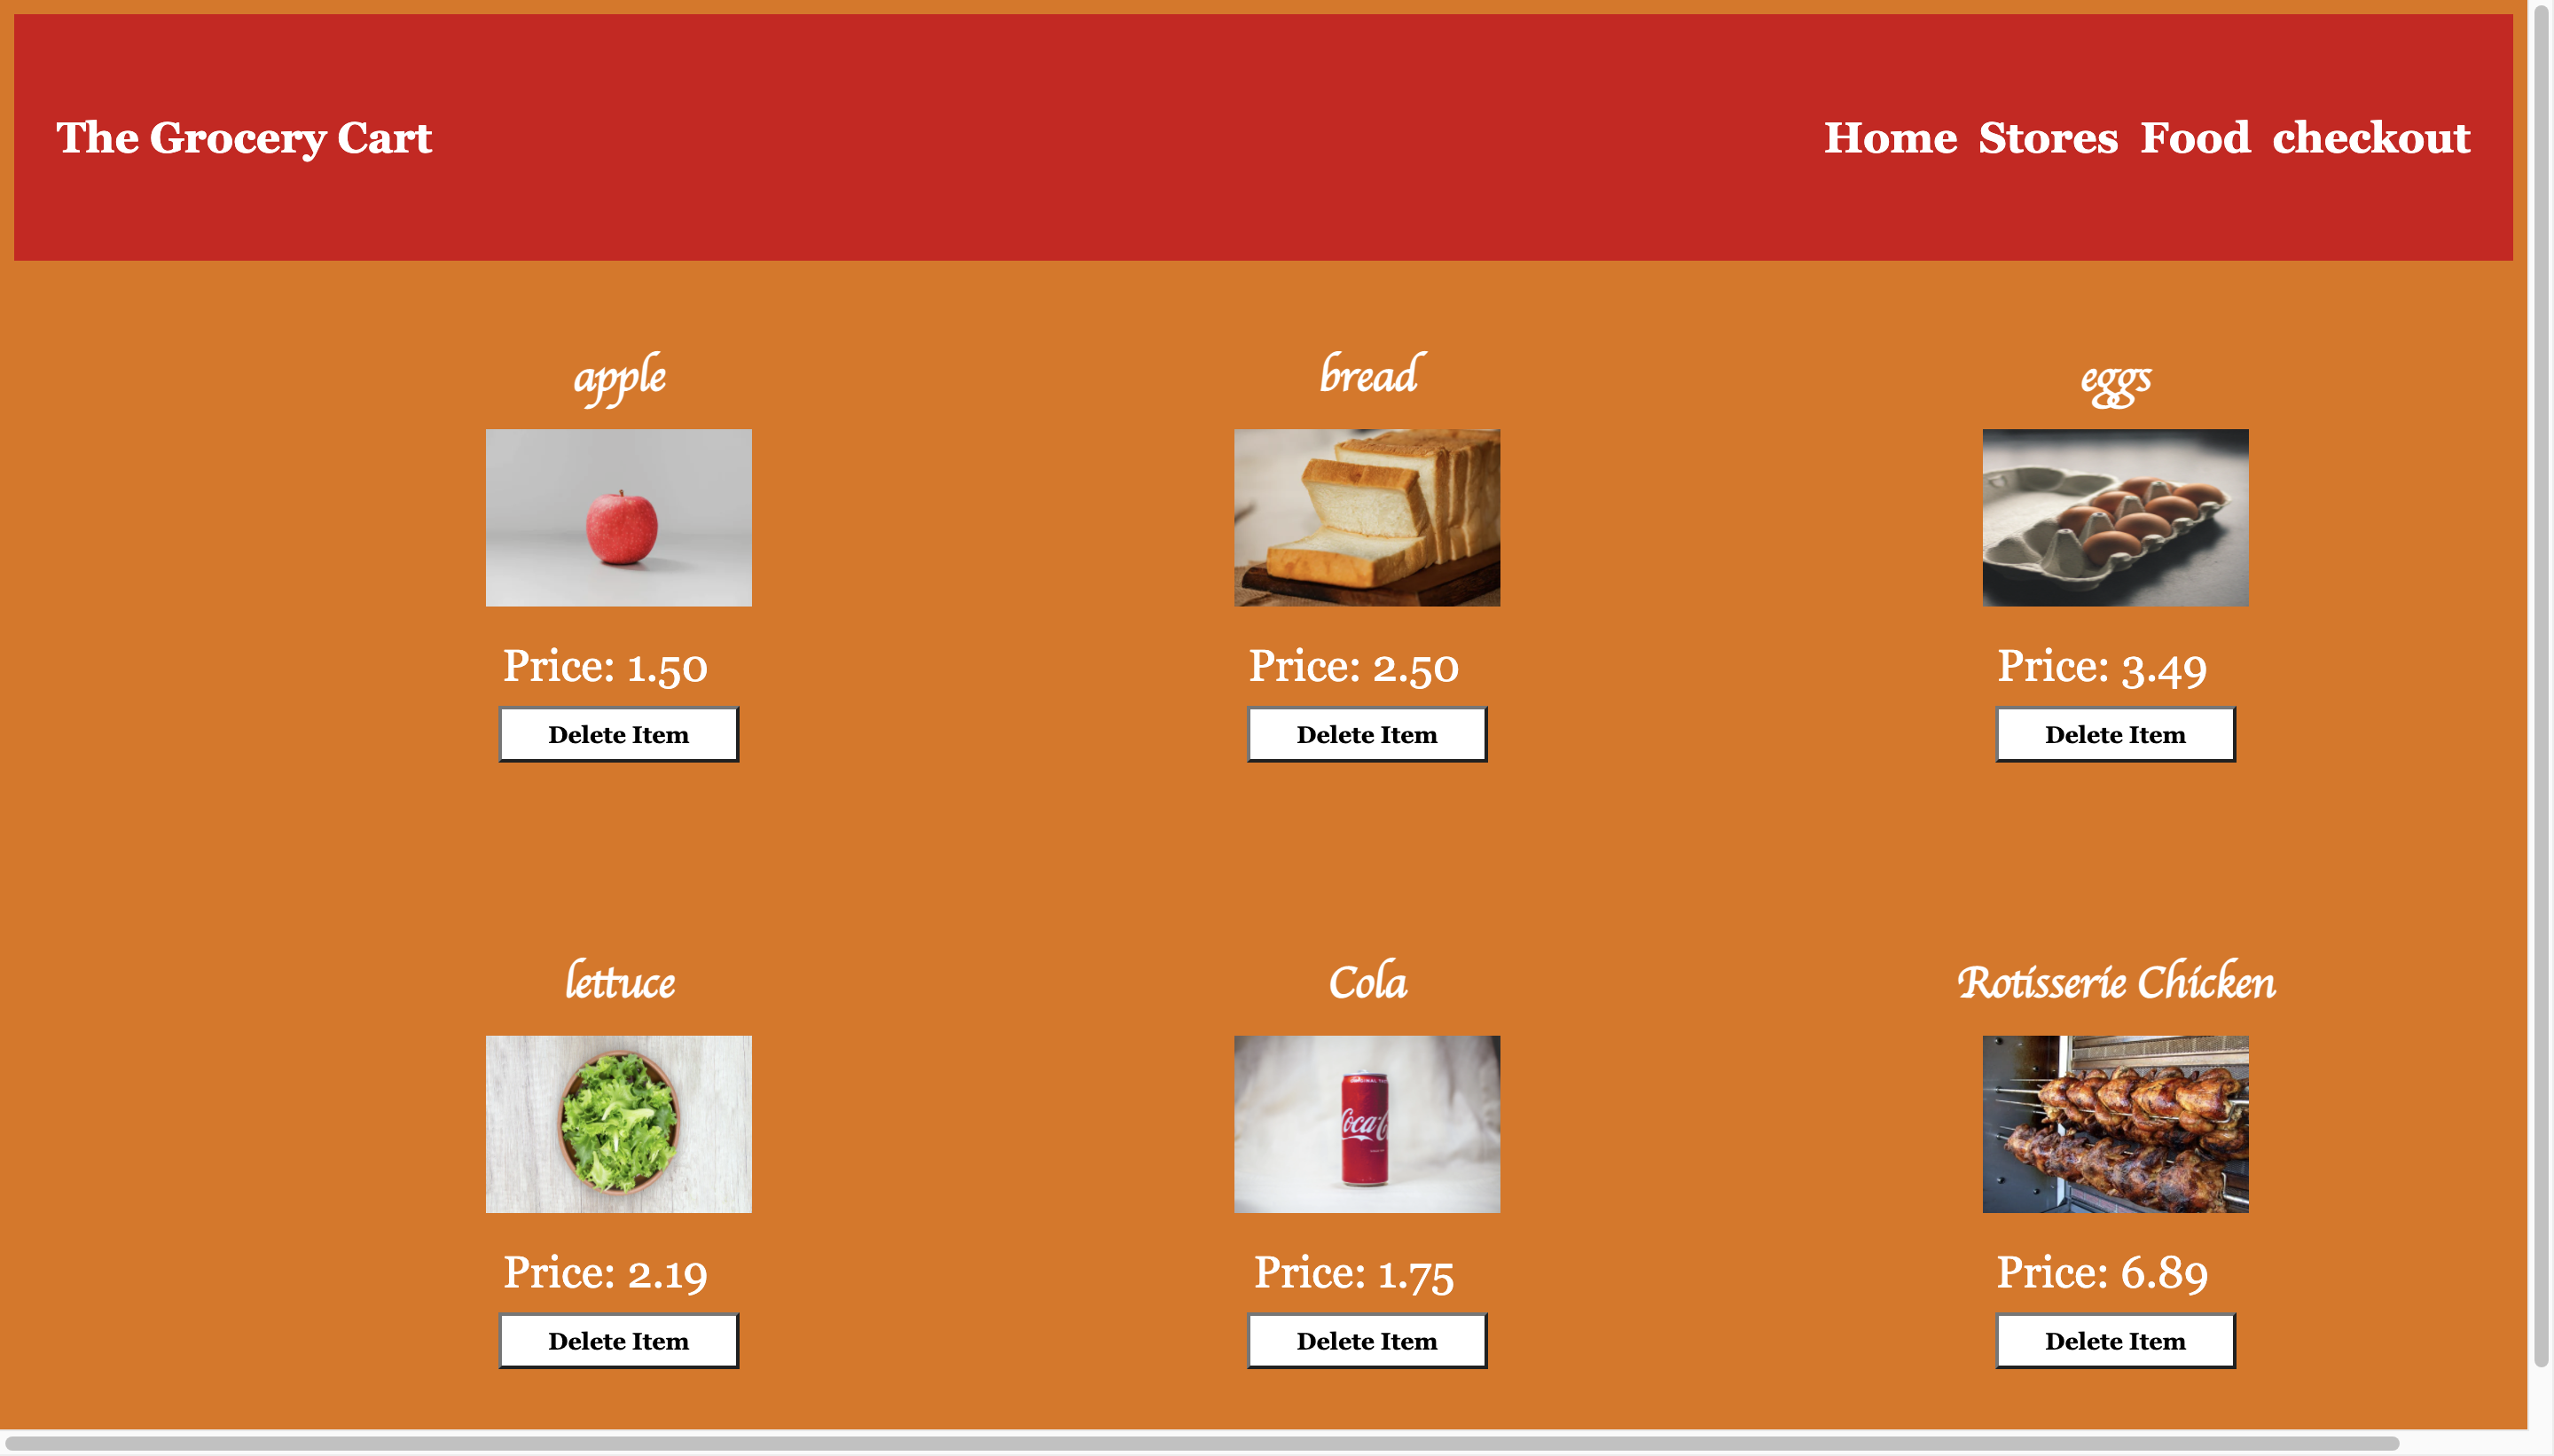 The Grocery Cart
Home Stores Food checkout
apple bread eggs
Price: 1.50 Price: 2.50 Price: 3.49
Delete Item Delete Item Delete Item
lettuce Cola Rotisserie Chicken
Coca-C
Price: 2.19 Price: 1.75 Price: 6.89
Delete Item Delete Item Delete Item